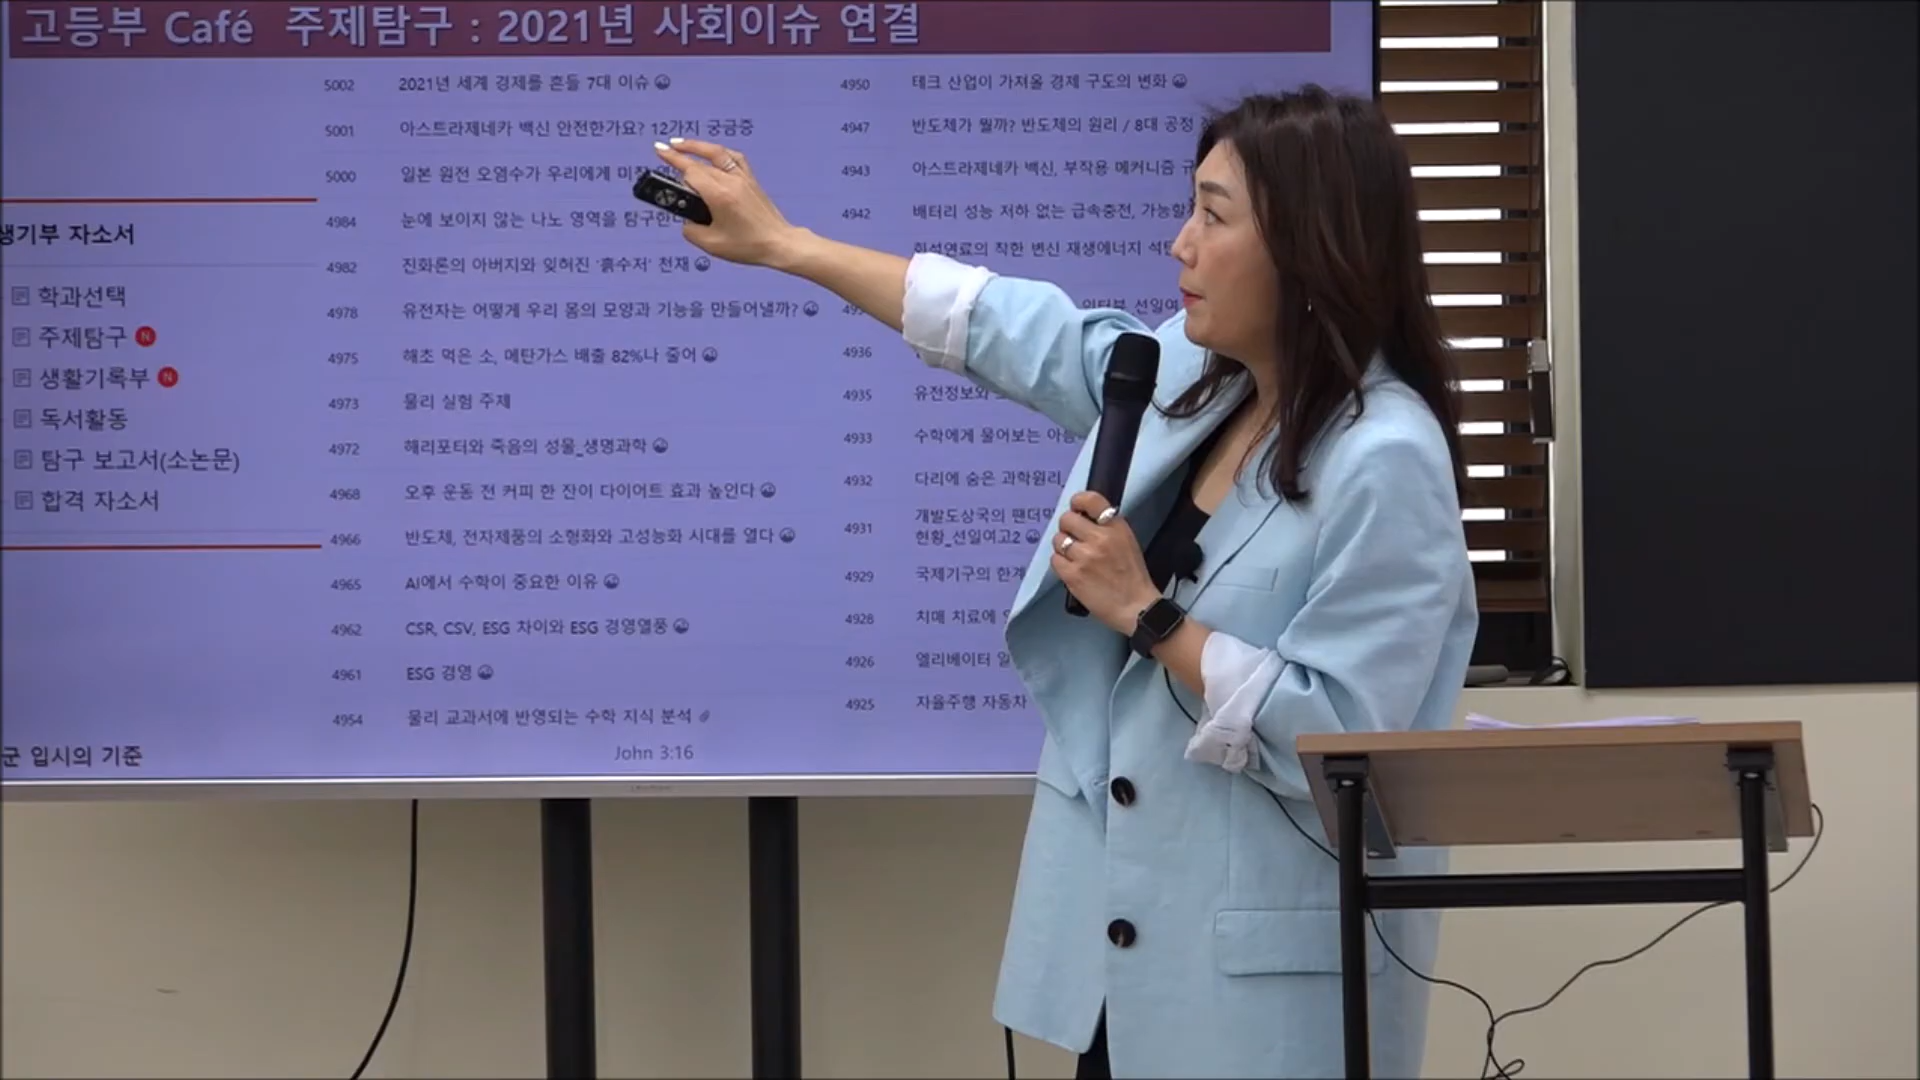 고등부 Café 주제탐구 : 2021년 사회이슈 연결
생기부 자소서
학과선택
주제탐구 N
생활기록부 N
독서활동
탐구 보고서(소논문)
합격 자소서
군 입시의 기준
5002 2021년 세계 경제를 흔들 7대 이슈
5001 아스트라제네카 백신 안전한가요? 12가지 궁금증
5000 일본 원전 오염수가 우리에게 미칠
4984 눈에 보이지 않는 나노 영역을 탐구한
4982 진화론의 아버지와 잊혀진 '흙수저' 천재
4978 유전자는 어떻게 우리 몸의 모양과 기능을 만들어낼까?
4975 해초 먹은 소, 메탄가스 배출 82%나 줄어
4973 물리 실험 주제
4972 해리포터와 죽음의 성물_생명과학
4968 오후 운동 전 커피 한 잔이 다이어트 효과 높인다
4966 반도체, 전자제품의 소형화와 고성능화 시대를 열다
4965 AI에서 수학이 중요한 이유
4962 CSR, CSV, ESG 차이와 ESG 경영열풍
4961 ESG 경영
4954 물리 교과서에 반영되는 수학 지식 분석
4950 테크 산업이 가져올 경제 구도의 변화
4947 반도체가 뭘까? 반도체의 원리 / 8대 공정
4943 아스트라제네카 백신, 부작용 메커니즘
4942 배터리 성능 저하 없는 급속충전, 가능할
화석연료의 착한 변신 재생에너지
선일여
4936
4935 유전정보와
4933 수학에게 물어보는
4932 다리에 숨은 과학원리
4931 개발도상국의 팬더믹
현황_선일여고2
4929 국제기구의 한계
4928 치매 치료에
4926 엘리베이터
4925 자율주행 자동차
John 3:16